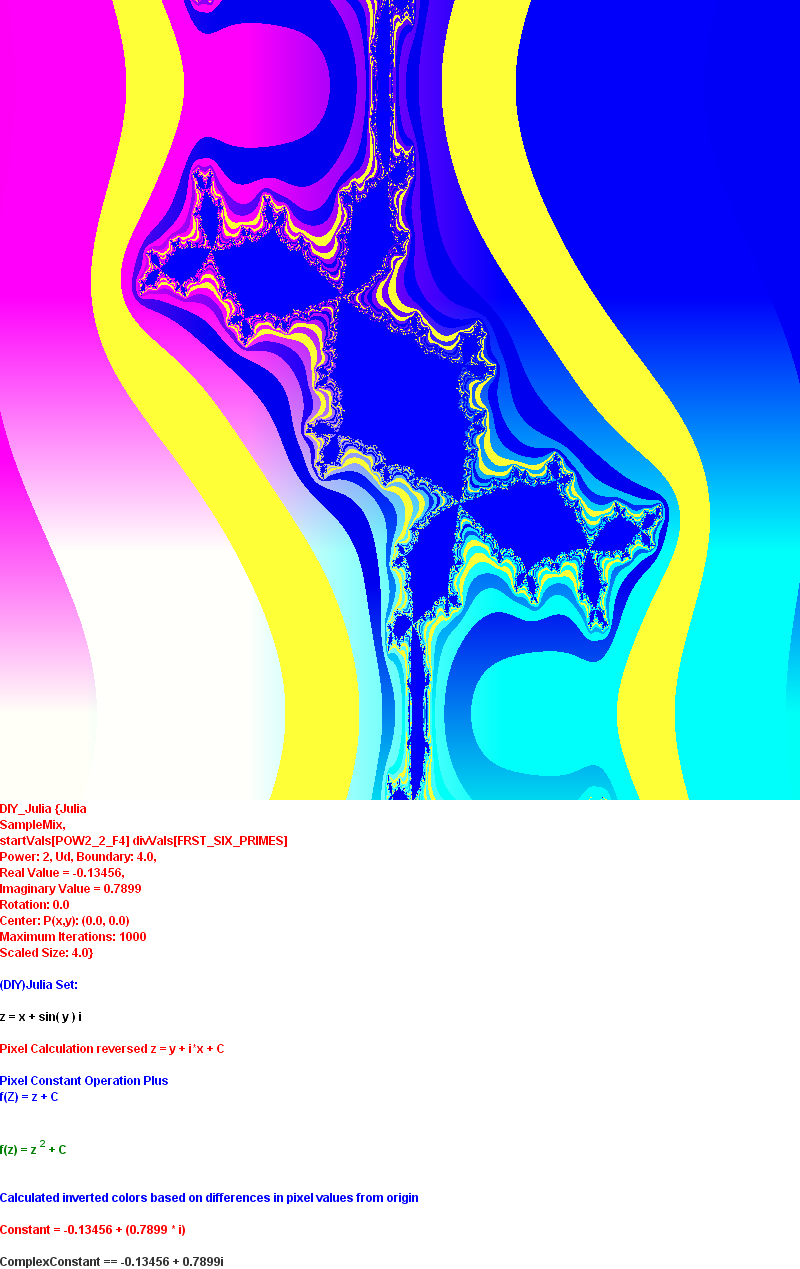 DIY_Julia {Julia
SampleMix,
startVals[POW2_2_F4] divVals[FRST_SIX_PRIMES]
Power: 2, Ud, Boundary: 4.0,
Real Value = -0.13456,
Imaginary Value = 0.7899
Rotation: 0.0
Center: P(x,y): (0.0, 0.0)
Maximum Iterations: 1000
Scaled Size: 4.0}
(DIY)Julia Set:
z = x + sin( y ) i
Pixel Calculation reversed z = y + i*x + C
Pixel Constant Operation Plus
f(Z) = z + C
f(z) = z 2 + C
Calculated inverted colors based on differences in pixel values from origin
Constant = -0.13456 + (0.7899 * i)
ComplexConstant == -0.13456 + 0.7899i